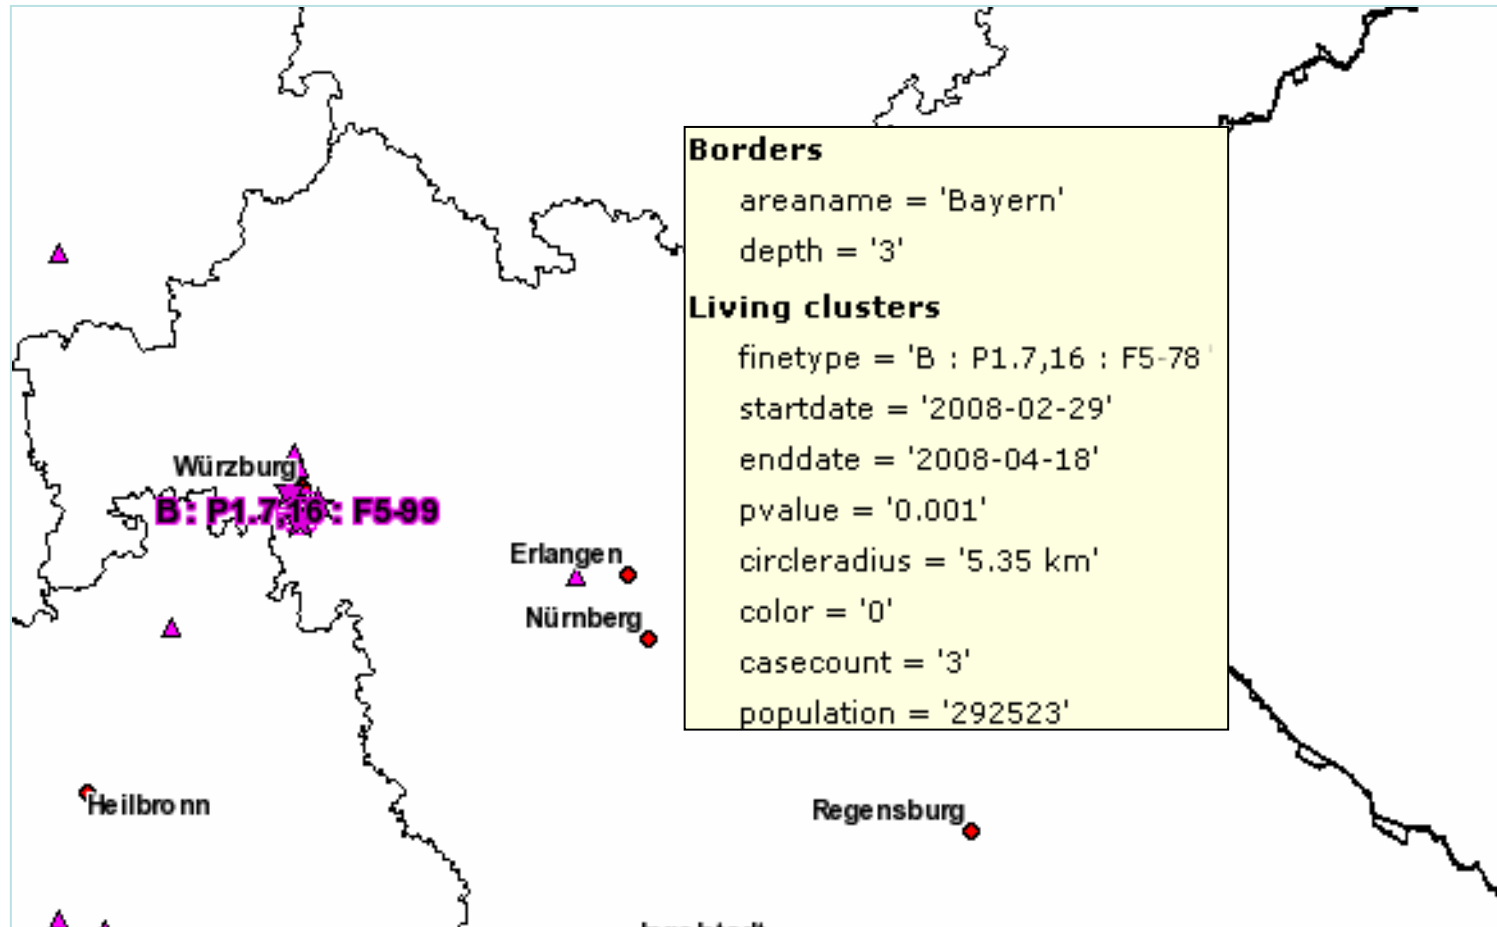 Borders
areaname = 'Bayern'
depth = '3'
Living clusters
finetype = 'B : P1.7,16 : F5-78'
startdate = '2008-02-29'
enddate = '2008-04-18'
pvalue = '0.001'
circleradius = '5.35 km'
color = '0'
casecount = '3'
population = '292523'
Würzburg
B : P1.7,16 : F5-99
Erlangen
Nürnberg
Heilbronn
Regensburg